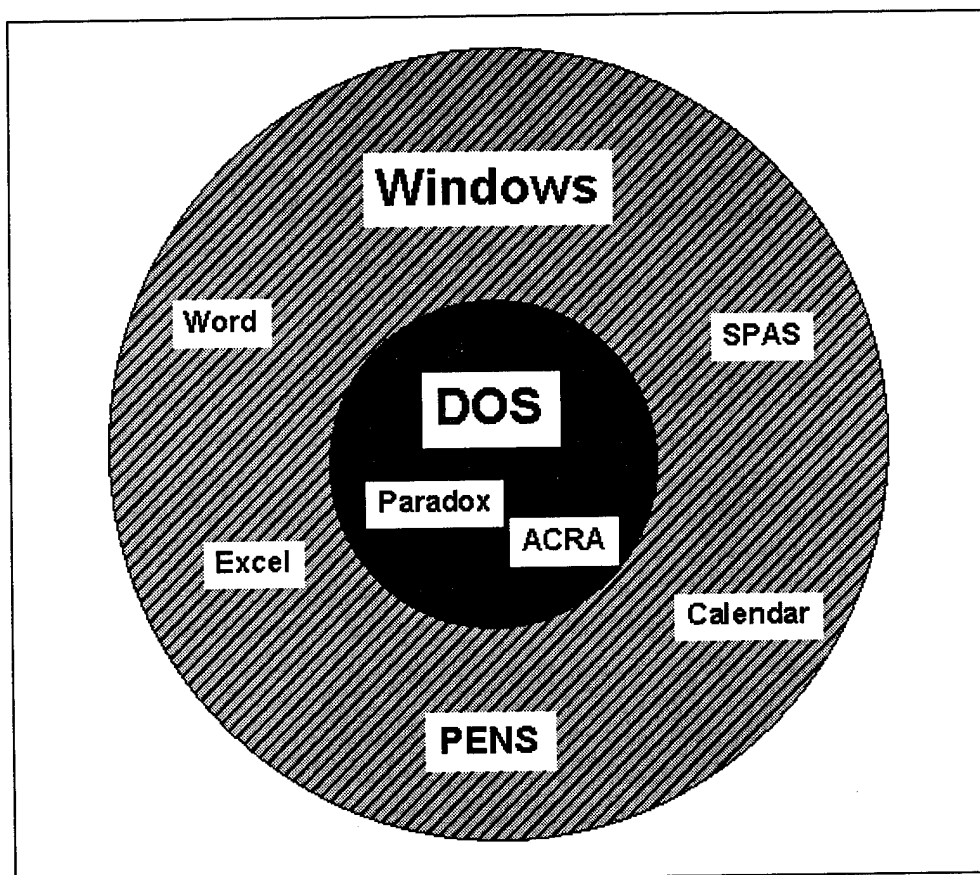 Windows
Word
SPAS
DOS
Paradox
ACRA
Excel
Calendar
PENS